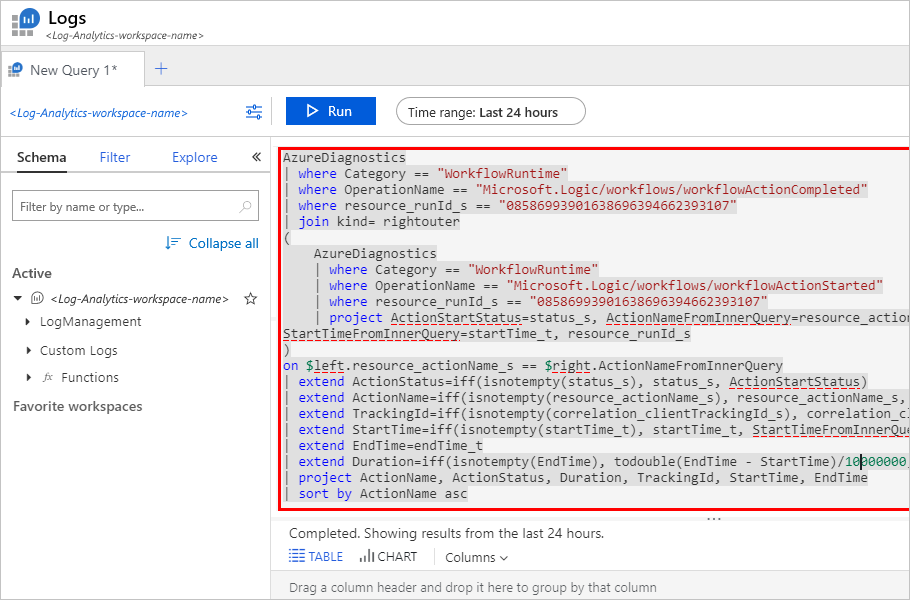 Logs
<Log-Analytics-workspace-name>
New Query 1*
<Log-Analytics-workspace-name>
Run
Time range: Last 24 hours
Schema
Filter
Explore
Filter by name or type...
Collapse all
Active
<Log-Analytics-workspace-name>
LogManagement
Custom Logs
fx Functions
Favorite workspaces
AzureDiagnostics
| where Category == "WorkflowRuntime"
| where OperationName == "Microsoft.Logic/workflows/workflowActionCompleted"
| where resource_runId_s == "08586993901638696394662393107"
| join kind= rightouter
(
AzureDiagnostics
| where Category == "WorkflowRuntime"
| where OperationName == "Microsoft.Logic/workflows/workflowActionStarted"
| where resource_runId_s == "08586993901638696394662393107"
| project ActionStartStatus=status_s, ActionNameFromInnerQuery=resource_action
StartTimeFromInnerQuery=startTime_t, resource_runId_s
)
on $left.resource_actionName_s == $right.ActionNameFromInnerQuery
| extend ActionStatus=iff(isnotempty(status_s), status_s, ActionStartStatus)
| extend ActionName=iff(isnotempty(resource_actionName_s), resource_actionName_s,
| extend TrackingId=iff(isnotempty(correlation_clientTrackingId_s), correlation_cl
| extend StartTime=iff(isnotempty(startTime_t), startTime_t, StartTimeFromInnerQue
| extend EndTime=endTime_t
| extend Duration=iff(isnotempty(EndTime), todouble(EndTime - StartTime)/10000000,
| project ActionName, ActionStatus, Duration, TrackingId, StartTime, EndTime
| sort by ActionName asc
Completed. Showing results from the last 24 hours.
TABLE
CHART
Columns
Drag a column header and drop it here to group by that column